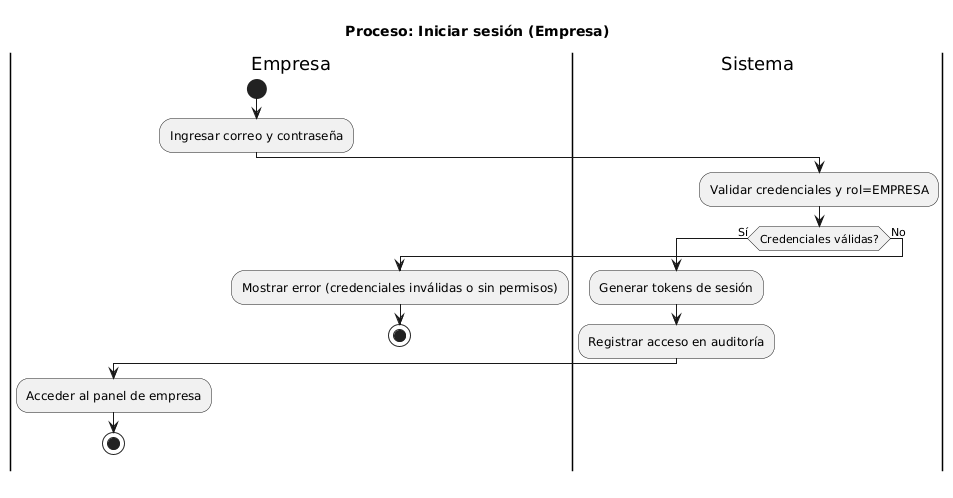 Proceso: Iniciar sesión (Empresa)
Empresa
Sistema
Ingresar correo y contraseña
Validar credenciales y rol=EMPRESA
Sí
Credenciales válidas?
No
Mostrar error (credenciales inválidas o sin permisos)
Generar tokens de sesión
Registrar acceso en auditoría
Acceder al panel de empresa